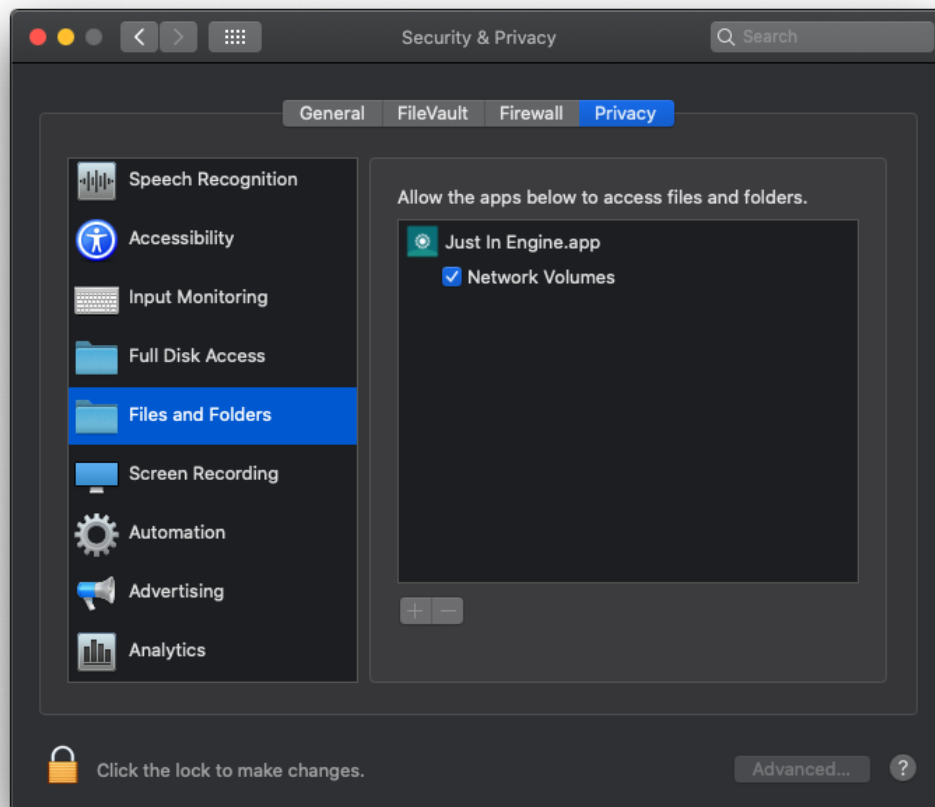 Security & Privacy
Search
General FileVault Firewall Privacy
Speech Recognition
Accessibility
Input Monitoring
Full Disk Access
Files and Folders
Screen Recording
Automation
Advertising
Analytics
Allow the apps below to access files and folders.
Just In Engine.app
Network Volumes
+ −
Click the lock to make changes.
Advanced...
?